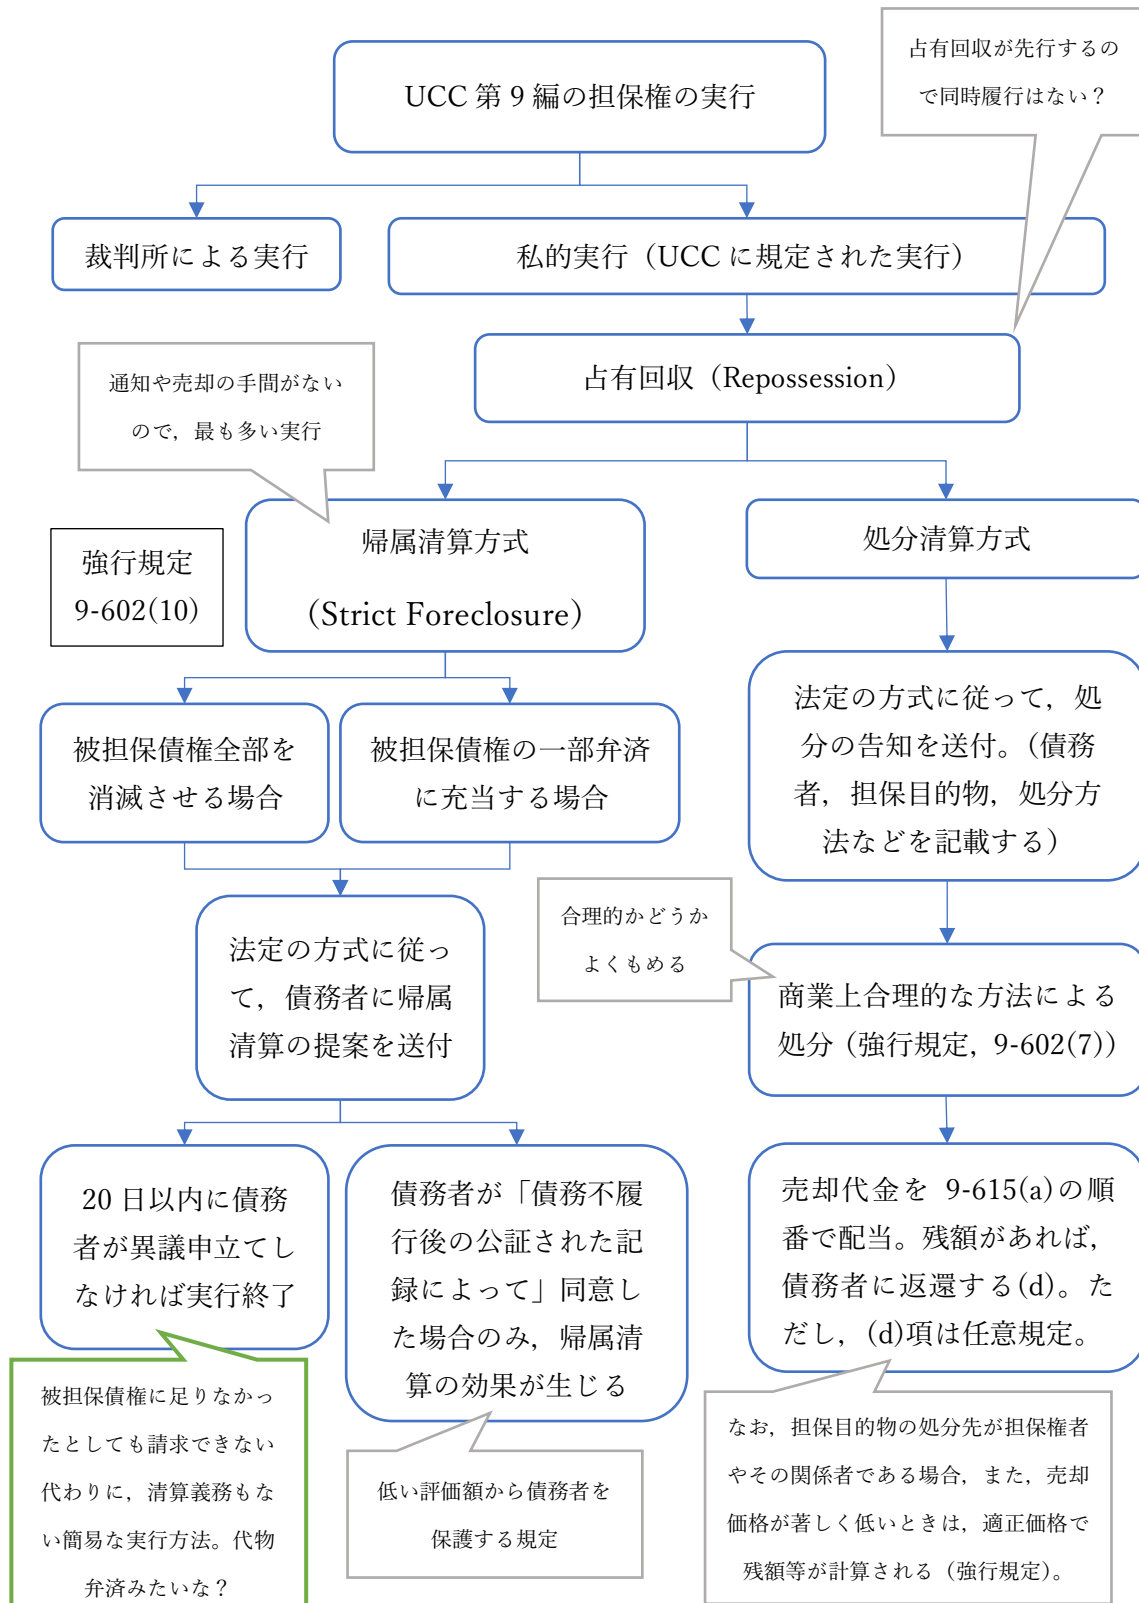 占有回収が先行するの
で同時履行はない？
UCC 第 9 編の担保権の実行
裁判所による実行
私的実行（UCC に規定された実行）
占有回収（Repossession）
通知や売却の手間がない
ので，最も多い実行
強行規定
9-602(10)
帰属清算方式
（Strict Foreclosure）
処分清算方式
被担保債権全部を
消滅させる場合
被担保債権の一部弁済
に充当する場合
法定の方式に従って，処
分の告知を送付。（債務
者，担保目的物，処分方
法などを記載する）
法定の方式に従っ
て，債務者に帰属
清算の提案を送付
合理的かどうか
よくもめる
商業上合理的な方法による
処分（強行規定，9-602(7)）
20 日以内に債務
者が異議申立てし
なければ実行終了
債務者が「債務不履
行後の公証された記
録によって」同意し
た場合のみ，帰属清
算の効果が生じる
売却代金を 9-615(a)の順
番で配当。残額があれば，
債務者に返還する(d)。た
だし，(d)項は任意規定。
被担保債権に足りなかっ
たとしても請求できない
代わりに，清算義務もな
い簡易な実行方法。代物
弁済みたいな？
低い評価額から債務者を
保護する規定
なお，担保目的物の処分先が担保権者
やその関係者である場合，また，売却
価格が著しく低いときは，適正価格で
残額等が計算される（強行規定）。